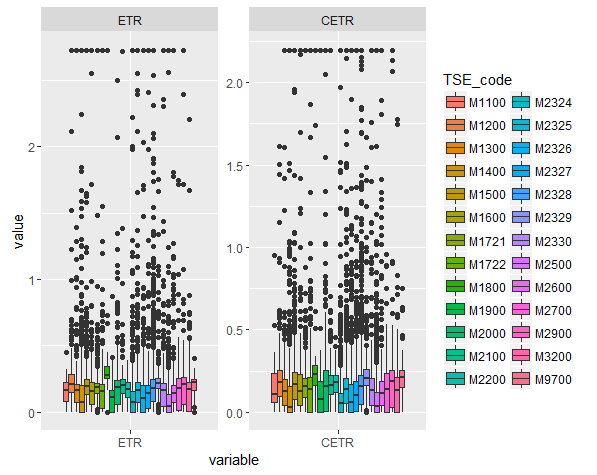 ETR CETR
TSE_code
M1100 M2324
M1200 M2325
M1300 M2326
M1400 M2327
M1500 M2328
M1600 M2329
M1721 M2330
M1722 M2500
M1800 M2600
M1900 M2700
M2000 M2900
M2100 M3200
M2200 M9700
value
2
1
0
2.0
1.5
1.0
0.5
0.0
ETR CETR
variable